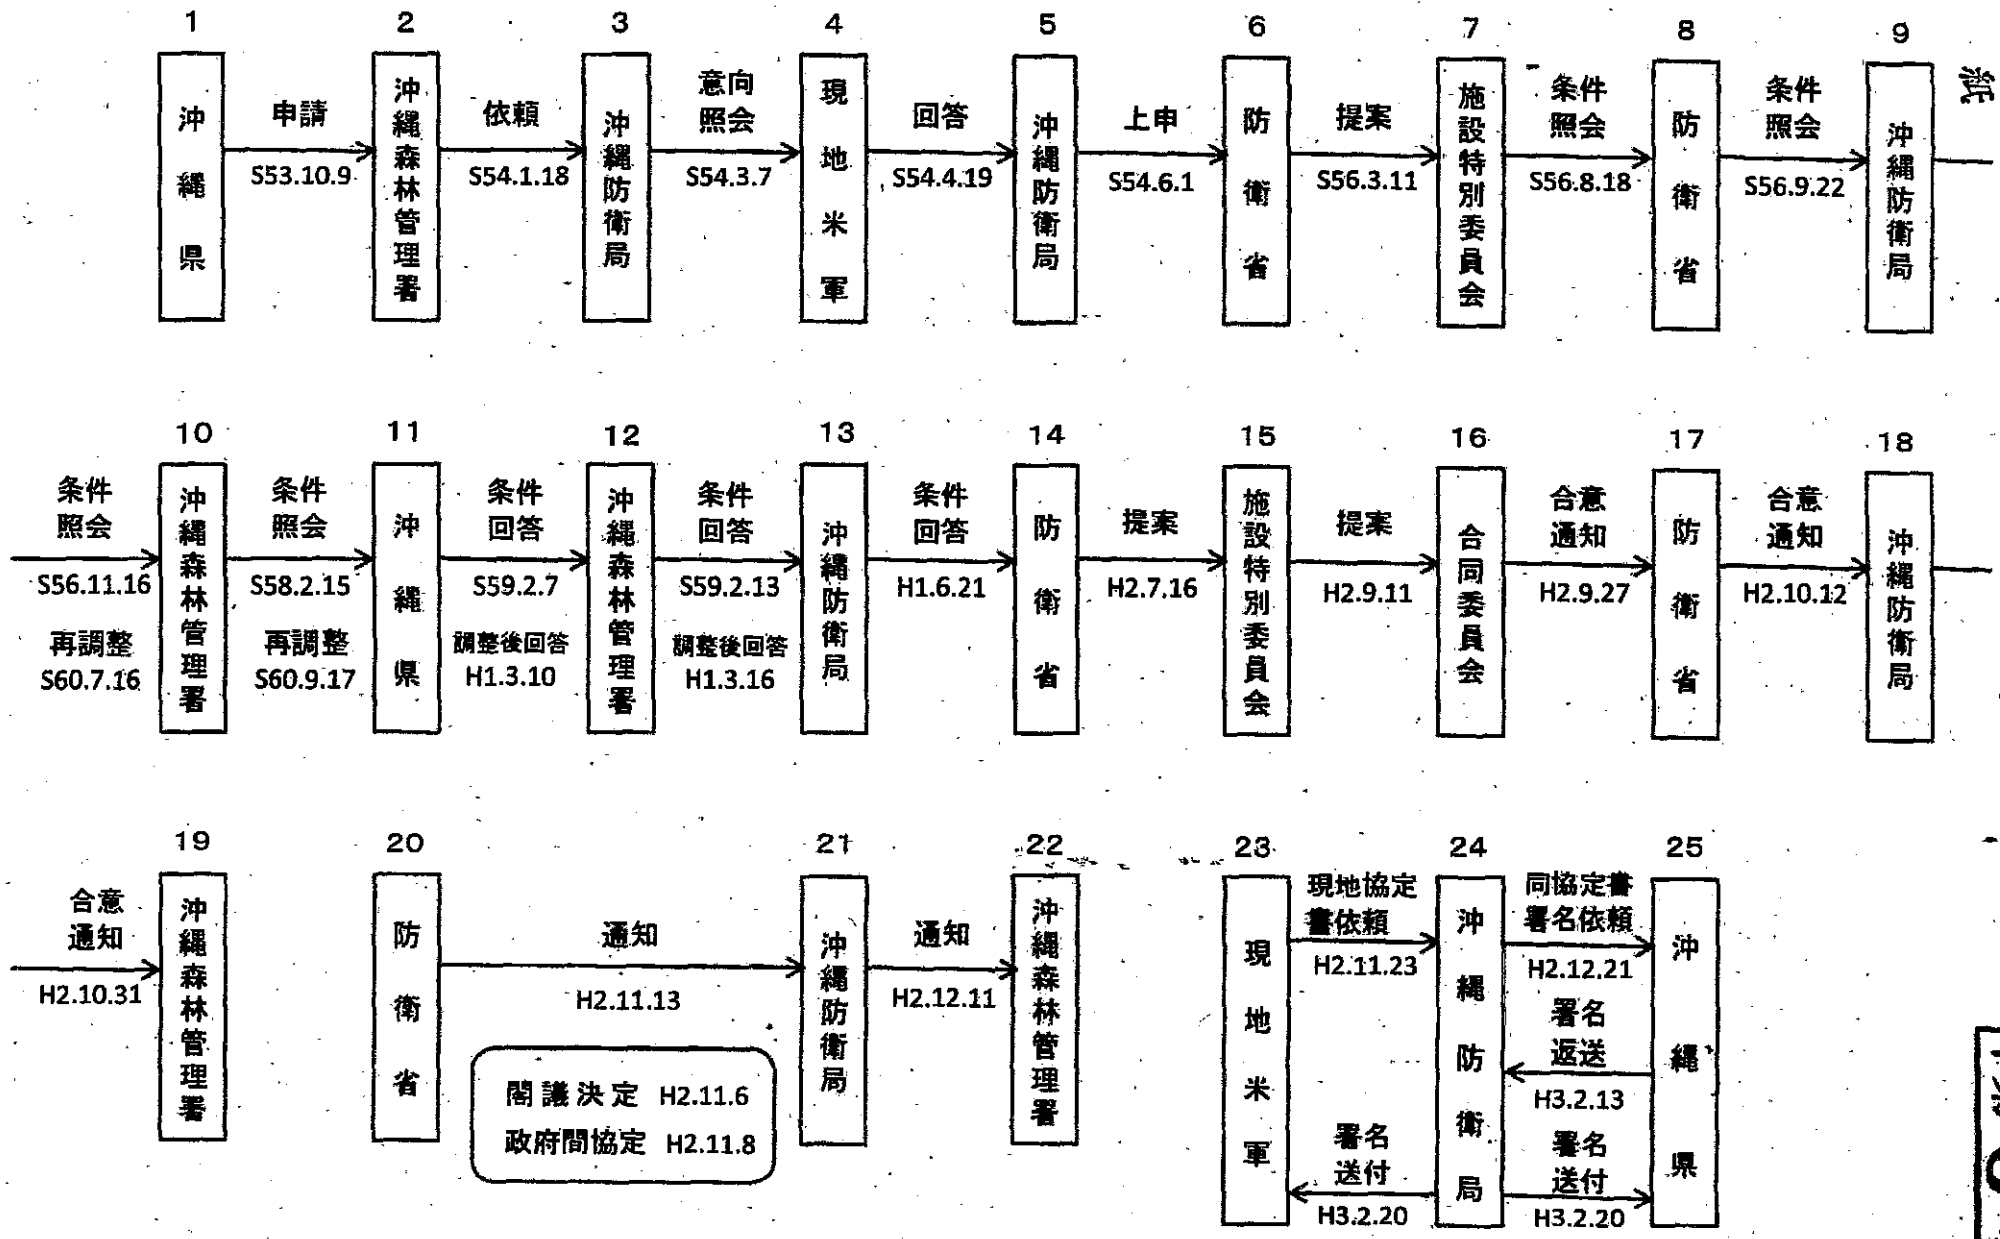 1 2 3 4 5 6 7 8 9
沖縄県
申請
S53.10.9
沖縄森林管理署
依頼
S54.1.18
沖縄防衛局
意向
照会
S54.3.7
現地米軍
回答
S54.4.19
沖縄防衛局
上申
S54.6.1
防衛省
提案
S56.3.11
施設特別委員会
条件
照会
S56.8.18
防衛省
条件
照会
S56.9.22
沖縄防衛局
紙
10 11 12 13 14 15 16 17 18
条件
照会
S56.11.16
再調整
S60.7.16
沖縄森林管理署
条件
照会
S58.2.15
再調整
S60.9.17
沖縄県
条件
回答
S59.2.7
調整後回答
H1.3.10
沖縄森林管理署
条件
回答
S59.2.13
調整後回答
H1.3.16
沖縄防衛局
条件
回答
H1.6.21
防衛省
提案
H2.7.16
施設特別委員会
提案
H2.9.11
合同委員会
合意
通知
H2.9.27
防衛省
合意
通知
H2.10.12
沖縄防衛局
19 20 21 22 23 24 25
合意
通知
H2.10.31
沖縄森林管理署
防衛省
通知
H2.11.13
閣議決定 H2.11.6
政府間協定 H2.11.8
沖縄防衛局
通知
H2.12.11
沖縄森林管理署
現地米軍
現地協定
書依頼
H2.11.23
署名
送付
H3.2.20
沖縄防衛局
同協定書
署名依頼
H2.12.21
署名
返送
H3.2.13
署名
送付
H3.2.20
沖縄県